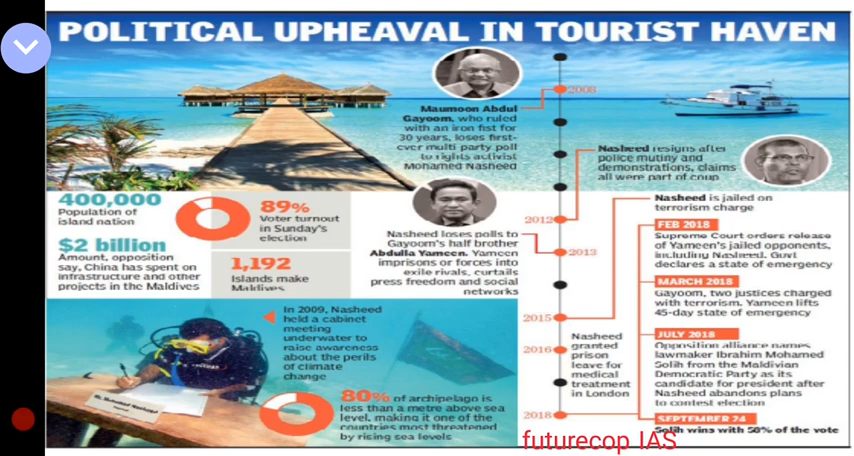 POLITICAL UPHEAVAL IN TOURIST HAVEN
2008
Maumoon Abdul
Gayoom, who ruled
with an iron fist for
30 years, loses first-
ever multi party poll
to rights activist
Mohamed Nasheed
Nasheed resigns after
police mutiny and
demonstrations, claims
all were part of coup
400,000
Population of
island nation
89%
Voter turnout
in Sunday's
election
$2 billion
Amount, opposition
say, China has spent on
infrastructure and other
projects in the Maldives
1,192
Islands make
Maldives
2012
Nasheed loses polls to
Gayoom's half brother
Abdulla Yameen. Yameen
imprisons or forces into
exile rivals, curtails
press freedom and social
networks
2013
Nasheed is jailed on
terrorism charge
2015
FEB 2018
Supreme Court orders release
of Yameen's jailed opponents,
including Nasheed. Govt
declares a state of emergency
MARCH 2018
Gayoom, two justices charged
with terrorism. Yameen lifts
45-day state of emergency
JULY 2018
Opposition alliance names
lawmaker Ibrahim Mohamed
Solih from the Maldivian
Democratic Party as its
candidate for president after
Nasheed abandons plans
to contest election
SEPTEMBER 24
Solih wins with 58% of the vote
In 2009, Nasheed
held a cabinet
meeting
underwater to
raise awareness
about the perils
of climate
change
80% of archipelago is
less than a metre above sea
level, making it one of the
countries most threatened
by rising sea levels
2016
Nasheed
granted
prison
leave for
medical
treatment
in London
2018
futurecop IAS